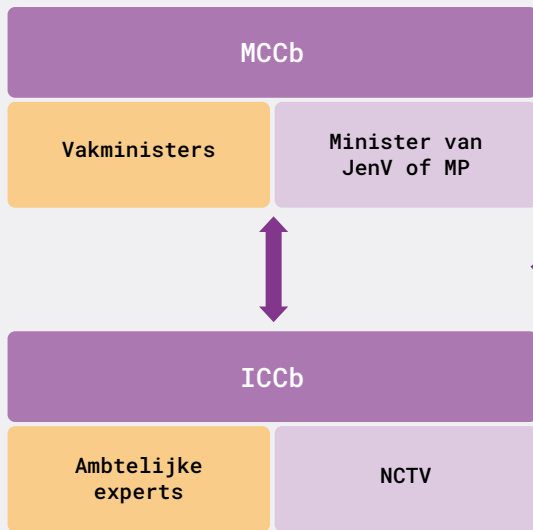 MCCb
Vakministers
Minister van
JenV of MP
ICCb
Ambtelijke
experts
NCTV